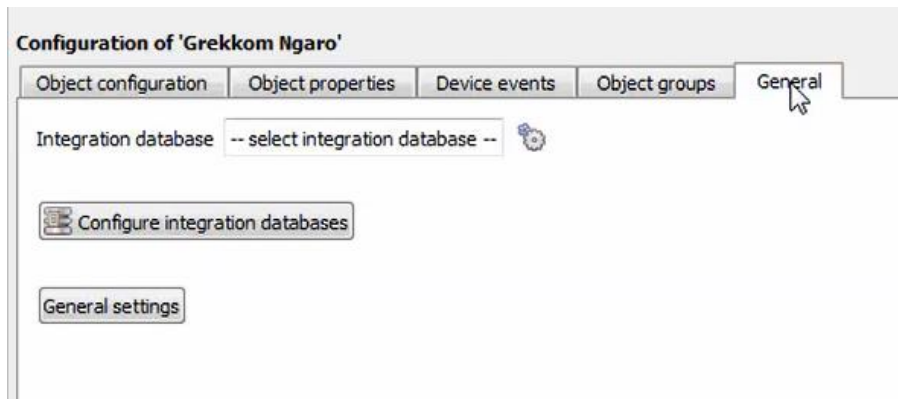 Configuration of 'Grekkom Ngaro'
Object configuration Object properties Device events Object groups General
Integration database -- select integration database --
Configure integration databases
General settings